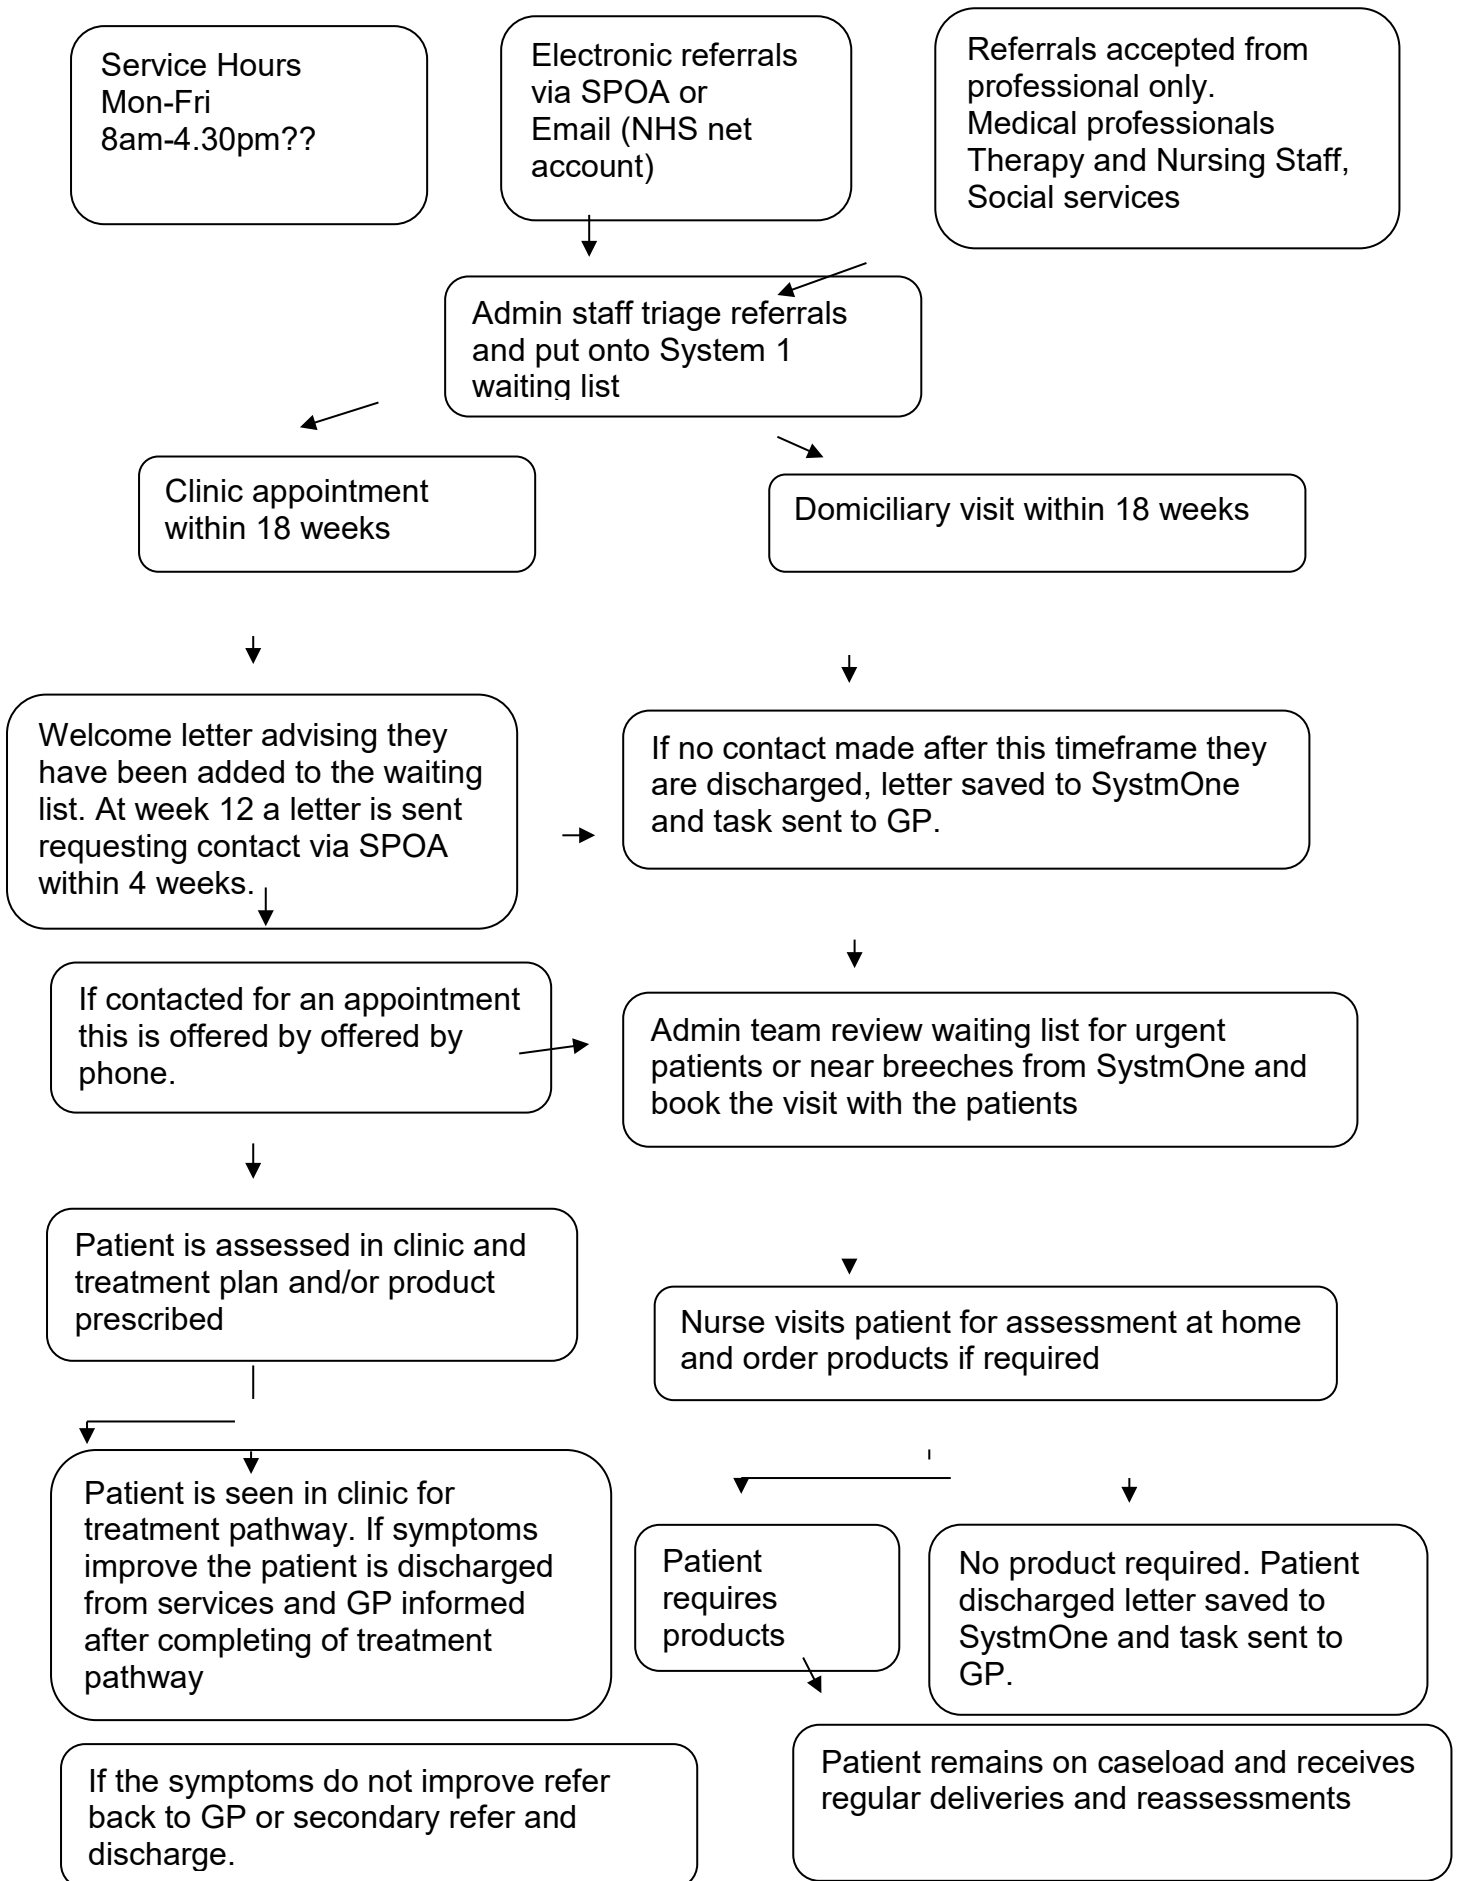 Service Hours
Mon-Fri
8am-4.30pm??
Electronic referrals
via SPOA or
Email (NHS net
account)
Referrals accepted from
professional only.
Medical professionals
Therapy and Nursing Staff,
Social services
Admin staff triage referrals
and put onto System 1
waiting list
Clinic appointment
within 18 weeks
Domiciliary visit within 18 weeks
Welcome letter advising they
have been added to the waiting
list. At week 12 a letter is sent
requesting contact via SPOA
within 4 weeks.
If no contact made after this timeframe they
are discharged, letter saved to SystmOne
and task sent to GP.
If contacted for an appointment
this is offered by offered by
phone.
Admin team review waiting list for urgent
patients or near breeches from SystmOne and
book the visit with the patients
Patient is assessed in clinic and
treatment plan and/or product
prescribed
Nurse visits patient for assessment at home
and order products if required
Patient is seen in clinic for
treatment pathway. If symptoms
improve the patient is discharged
from services and GP informed
after completing of treatment
pathway
Patient
requires
products
No product required. Patient
discharged letter saved to
SystmOne and task sent to
GP.
If the symptoms do not improve refer
back to GP or secondary refer and
discharge.
Patient remains on caseload and receives
regular deliveries and reassessments